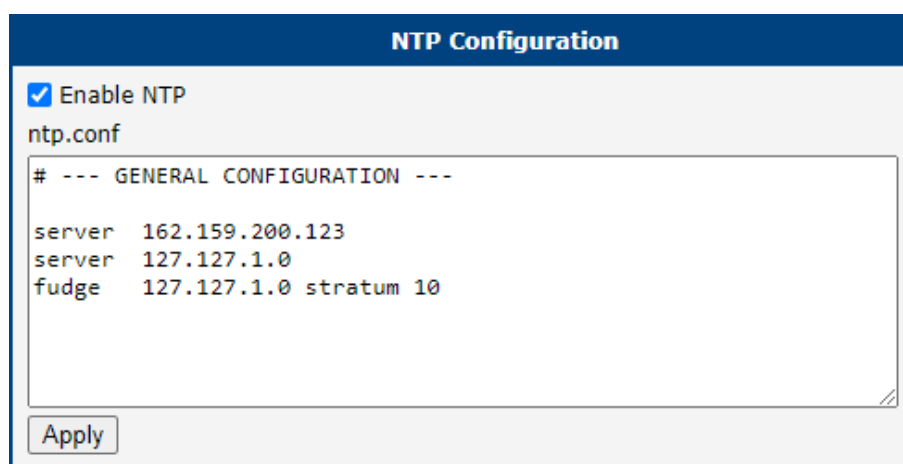 NTP Configuration
Enable NTP
ntp.conf
# --- GENERAL CONFIGURATION ---
server  162.159.200.123
server  127.127.1.0
fudge   127.127.1.0 stratum 10
Apply